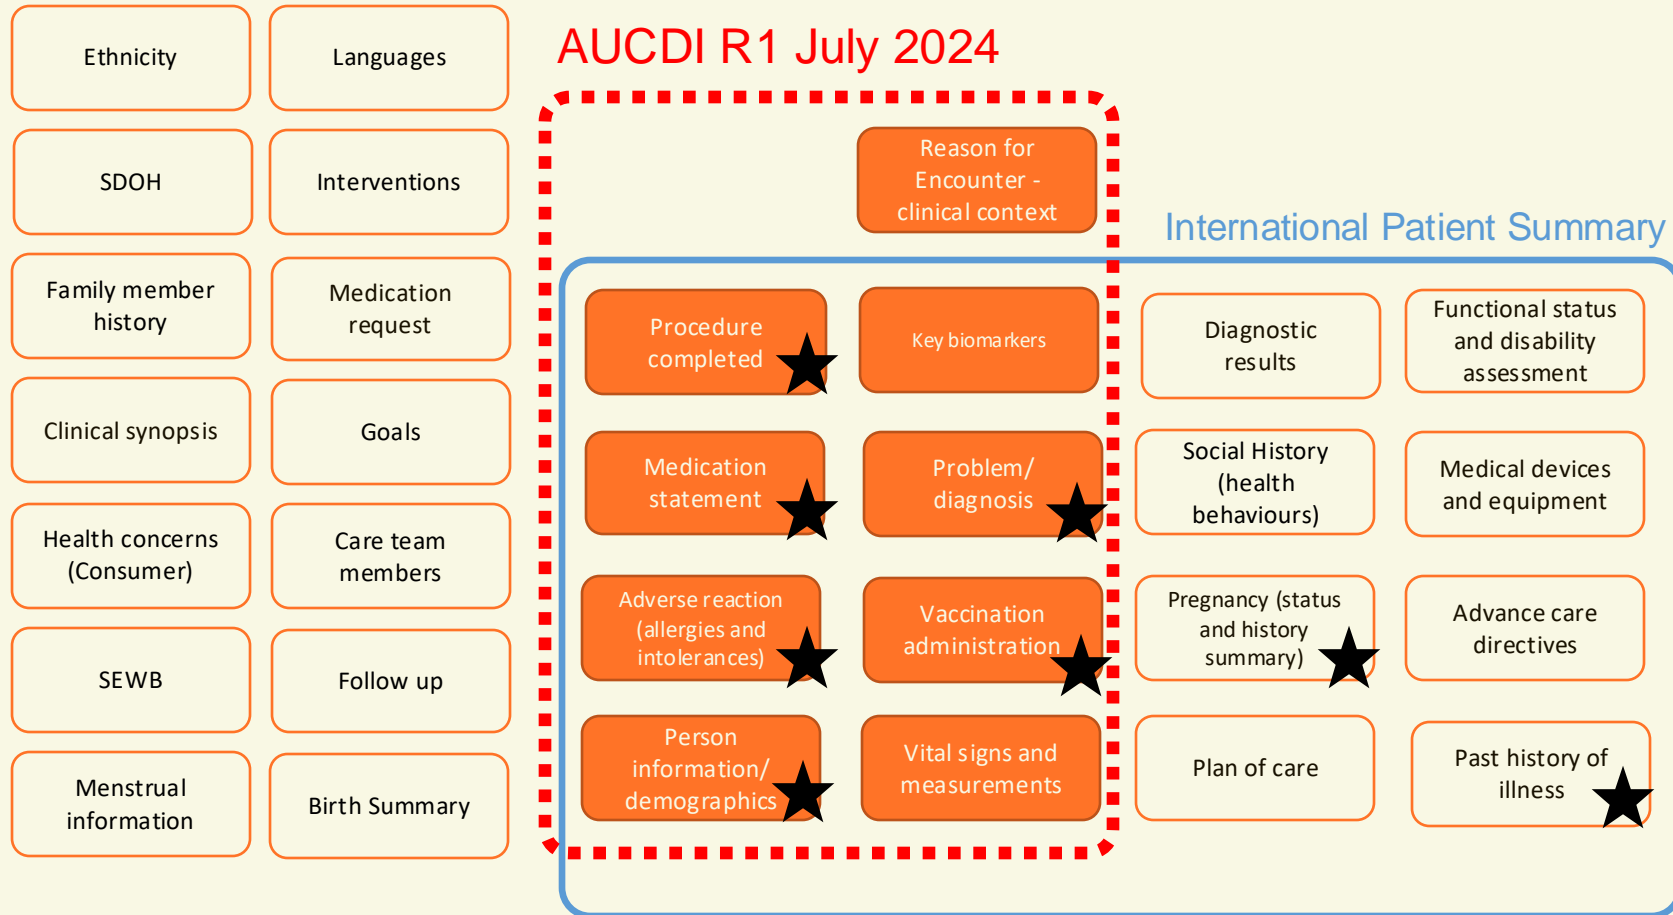 Ethnicity
Languages
AUCDI R1 July 2024
SDOH
Interventions
Reason for
Encounter -
clinical context
International Patient Summary
Family member
history
Medication
request
Procedure
completed
Key biomarkers
Diagnostic
results
Functional status
and disability
assessment
Clinical synopsis
Goals
Medication
statement
Problem/
diagnosis
Social History
(health
behaviours)
Medical devices
and equipment
Health concerns
(Consumer)
Care team
members
Adverse reaction
(allergies and
intolerances)
Vaccination
administration
Pregnancy (status
and history
summary)
Advance care
directives
SEWB
Follow up
Person
information/
demographics
Vital signs and
measurements
Plan of care
Past history of
illness
Menstrual
information
Birth Summary